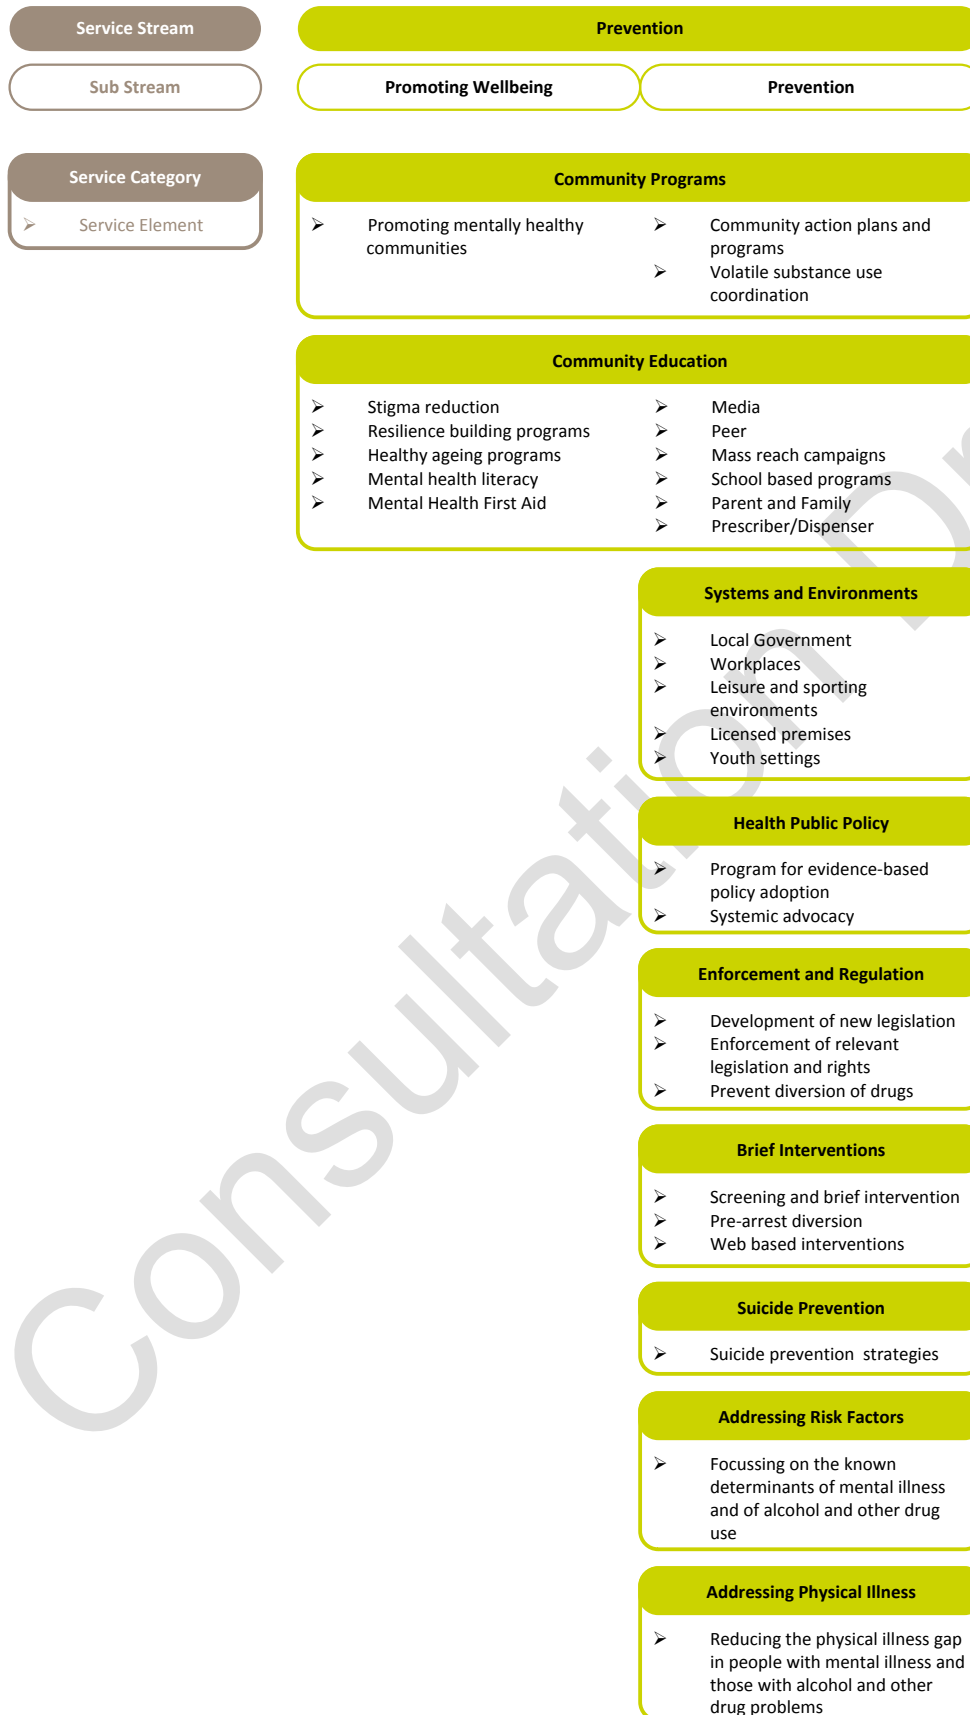 Service Stream
Prevention
Sub Stream
Promoting Wellbeing
Prevention
Service Category
➢ Service Element
Community Programs
➢ Promoting mentally healthy
communities
➢ Community action plans and
programs
➢ Volatile substance use
coordination
Community Education
➢ Stigma reduction
➢ Resilience building programs
➢ Healthy ageing programs
➢ Mental health literacy
➢ Mental Health First Aid
➢ Media
➢ Peer
➢ Mass reach campaigns
➢ School based programs
➢ Parent and Family
➢ Prescriber/Dispenser
Systems and Environments
➢ Local Government
➢ Workplaces
➢ Leisure and sporting
environments
➢ Licensed premises
➢ Youth settings
Health Public Policy
➢ Program for evidence-based
policy adoption
➢ Systemic advocacy
Enforcement and Regulation
➢ Development of new legislation
➢ Enforcement of relevant
legislation and rights
➢ Prevent diversion of drugs
Brief Interventions
➢ Screening and brief intervention
➢ Pre-arrest diversion
➢ Web based interventions
Suicide Prevention
➢ Suicide prevention strategies
Addressing Risk Factors
➢ Focussing on the known
determinants of mental illness
and of alcohol and other drug
use
Addressing Physical Illness
➢ Reducing the physical illness gap
in people with mental illness and
those with alcohol and other
drug problems
Consultation